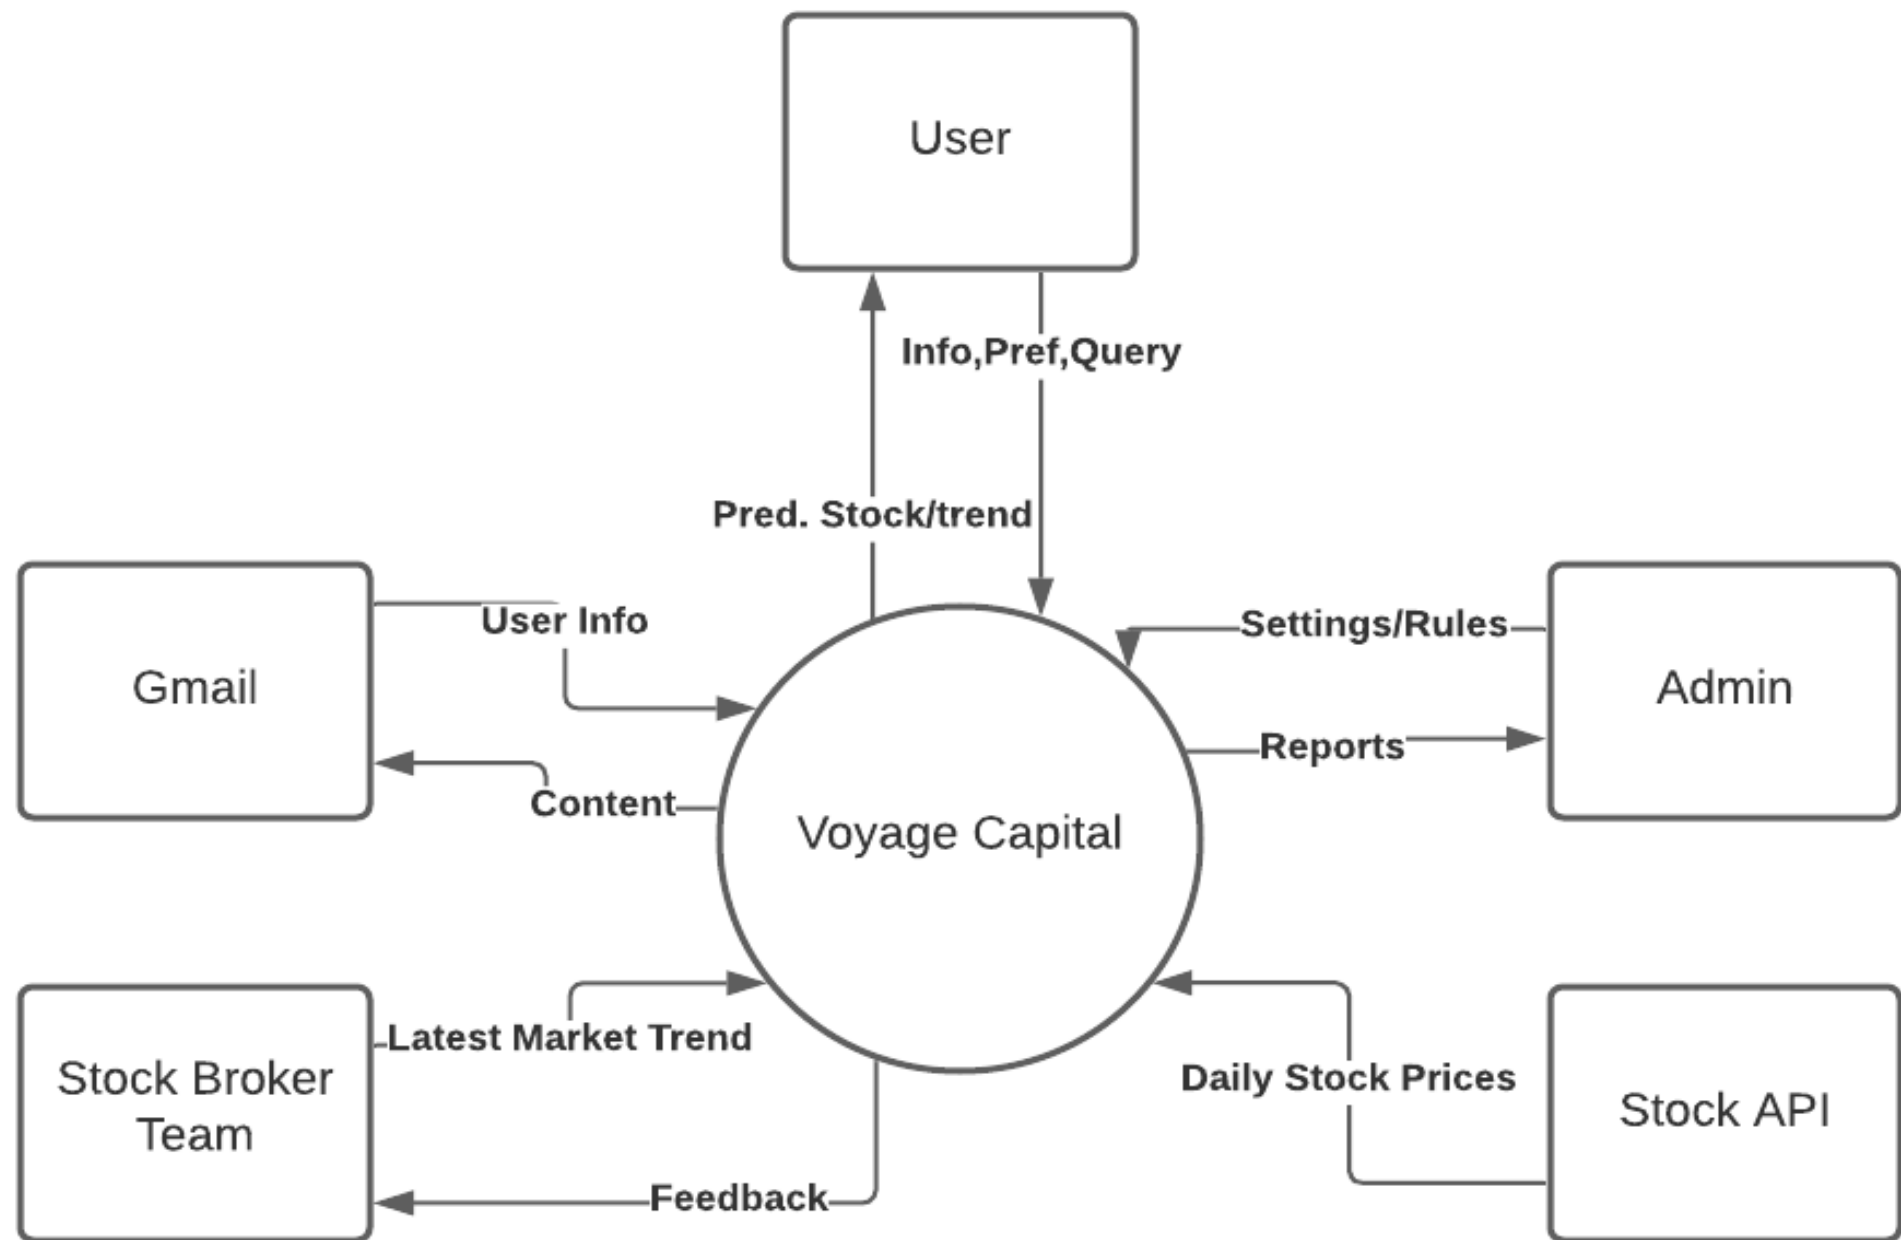 User
Info,Pref,Query
Pred. Stock/trend
Gmail
User Info
Content
Settings/Rules
Reports
Admin
Voyage Capital
Stock Broker
Team
Latest Market Trend
Feedback
Daily Stock Prices
Stock API